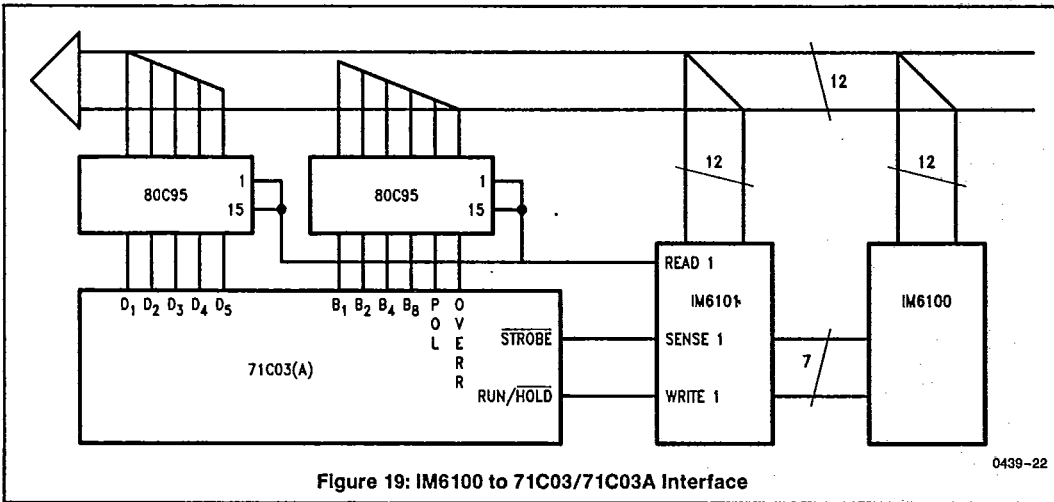 12
12
12
80C95
1
15
80C95
1
15
READ 1
IM6101
IM6100
D1 D2 D3 D4 D5
B1 B2 B4 B8 POL OVERR
STROBE
SENSE 1
7
71C03(A)
RUN/HOLD
WRITE 1
0439-22
Figure 19: IM6100 to 71C03/71C03A Interface